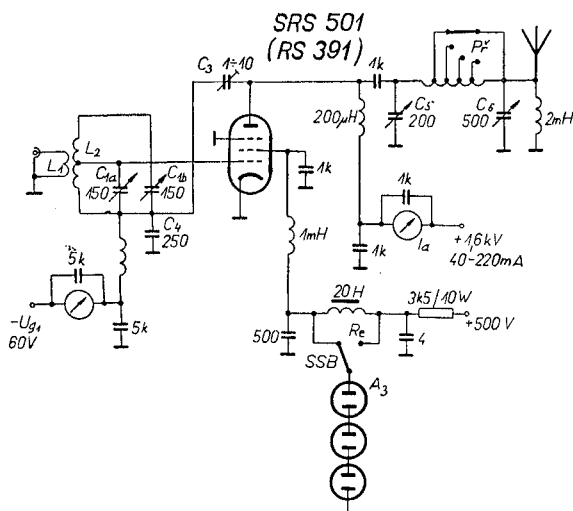 SRS 501
(RS 391)
C3 1÷10
1k
Př
L1
L2
C1a
150
C1b
150
200µH
C5
200
C6
500
2mH
1k
C4
250
1mH
1k
1k
Ia
+1,6kV
40-220mA
5k
-Ug1
60V
5k
20H
3k5/10W
+500V
500
SSB
Re
4
A3